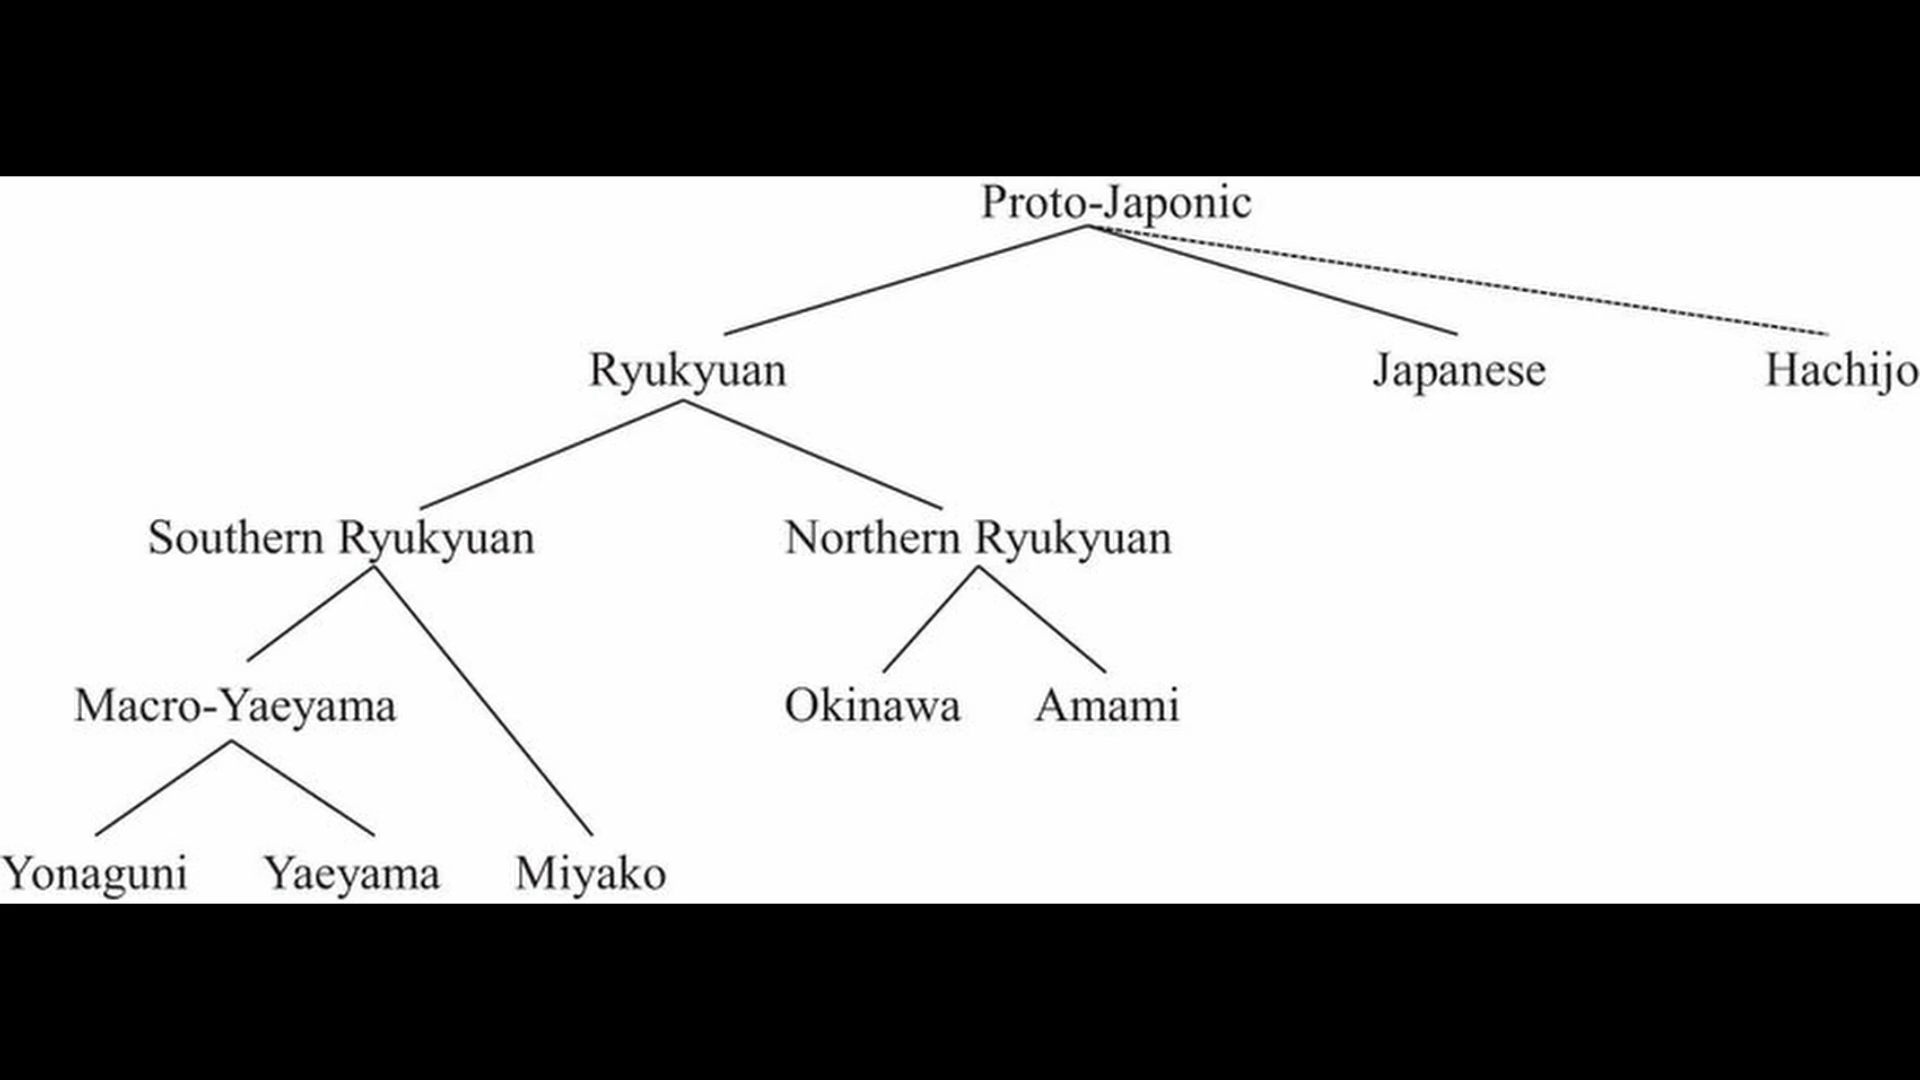 Proto-Japonic
Ryukyuan Japanese Hachijo
Southern Ryukyuan Northern Ryukyuan
Macro-Yaeyama Okinawa Amami
Yonaguni Yaeyama Miyako